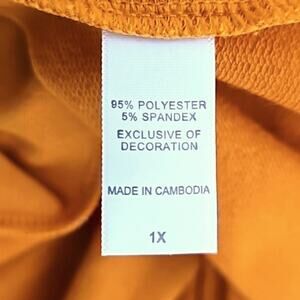 95% POLYESTER
5% SPANDEX
EXCLUSIVE OF
DECORATION
MADE IN CAMBODIA
1X